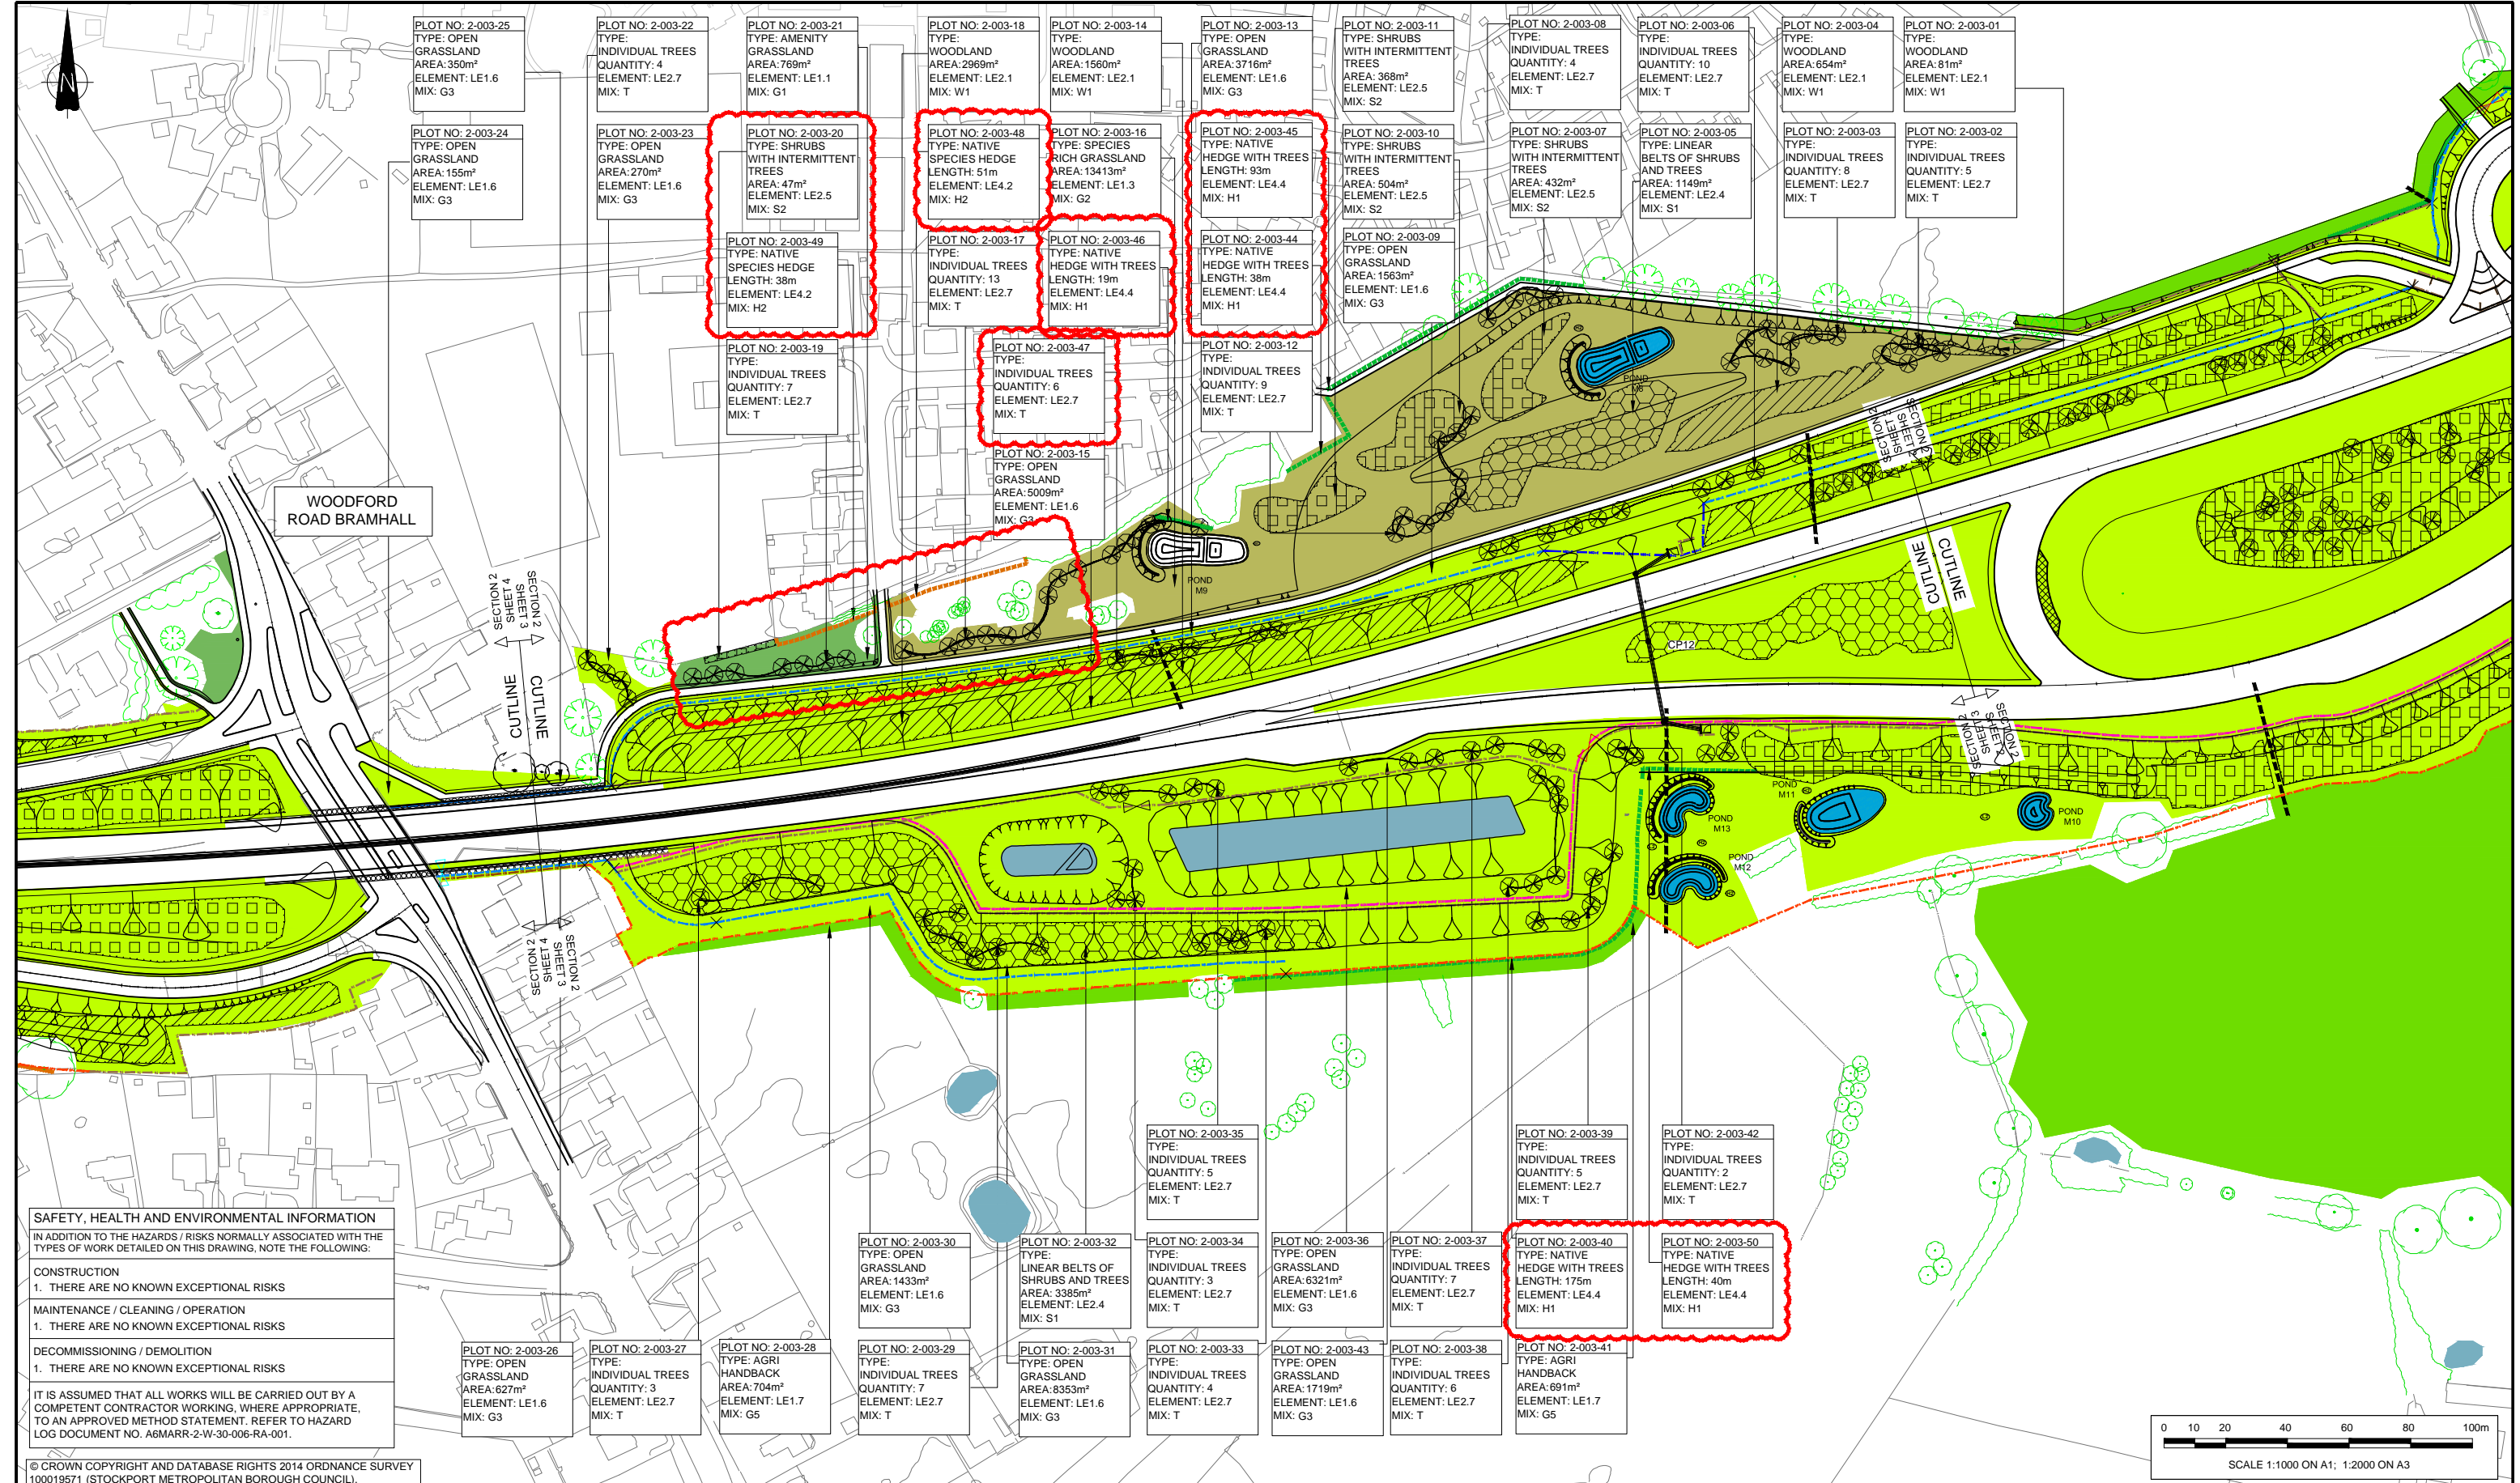 N
PLOT NO: 2-003-25
TYPE: OPEN
GRASSLAND
AREA:350m²
ELEMENT: LE1.6
MIX: G3
PLOT NO: 2-003-22
TYPE:
INDIVIDUAL TREES
QUANTITY: 4
ELEMENT: LE2.7
MIX: T
PLOT NO: 2-003-21
TYPE: AMENITY
GRASSLAND
AREA:769m²
ELEMENT: LE1.1
MIX: G1
PLOT NO: 2-003-18
TYPE:
WOODLAND
AREA:2969m²
ELEMENT: LE2.1
MIX: W1
PLOT NO: 2-003-14
TYPE:
WOODLAND
AREA:1560m²
ELEMENT: LE2.1
MIX: W1
PLOT NO: 2-003-13
TYPE: OPEN
GRASSLAND
AREA:3716m²
ELEMENT: LE1.6
MIX: G3
PLOT NO: 2-003-11
TYPE: SHRUBS
WITH INTERMITTENT
TREES
AREA: 368m²
ELEMENT: LE2.5
MIX: S2
PLOT NO: 2-003-08
TYPE:
INDIVIDUAL TREES
QUANTITY: 4
ELEMENT: LE2.7
MIX: T
PLOT NO: 2-003-06
TYPE:
INDIVIDUAL TREES
QUANTITY: 10
ELEMENT: LE2.7
MIX: T
PLOT NO: 2-003-04
TYPE:
WOODLAND
AREA:654m²
ELEMENT: LE2.1
MIX: W1
PLOT NO: 2-003-01
TYPE:
WOODLAND
AREA:81m²
ELEMENT: LE2.1
MIX: W1
PLOT NO: 2-003-24
TYPE: OPEN
GRASSLAND
AREA:155m²
ELEMENT: LE1.6
MIX: G3
PLOT NO: 2-003-23
TYPE: OPEN
GRASSLAND
AREA:270m²
ELEMENT: LE1.6
MIX: G3
PLOT NO: 2-003-20
TYPE: SHRUBS
WITH INTERMITTENT
TREES
AREA: 47m²
ELEMENT: LE2.5
MIX: S2
PLOT NO: 2-003-48
TYPE: NATIVE
SPECIES HEDGE
LENGTH: 51m
ELEMENT: LE4.2
MIX: H2
PLOT NO: 2-003-16
TYPE: SPECIES
RICH GRASSLAND
AREA:13413m²
ELEMENT: LE1.3
MIX: G2
PLOT NO: 2-003-45
TYPE: NATIVE
HEDGE WITH TREES
LENGTH: 93m
ELEMENT: LE4.4
MIX: H1
PLOT NO: 2-003-10
TYPE: SHRUBS
WITH INTERMITTENT
TREES
AREA: 504m²
ELEMENT: LE2.5
MIX: S2
PLOT NO: 2-003-07
TYPE: SHRUBS
WITH INTERMITTENT
TREES
AREA: 432m²
ELEMENT: LE2.5
MIX: S2
PLOT NO: 2-003-05
TYPE: LINEAR
BELTS OF SHRUBS
AND TREES
AREA: 1149m²
ELEMENT: LE2.4
MIX: S1
PLOT NO: 2-003-03
TYPE:
INDIVIDUAL TREES
QUANTITY: 8
ELEMENT: LE2.7
MIX: T
PLOT NO: 2-003-02
TYPE:
INDIVIDUAL TREES
QUANTITY: 5
ELEMENT: LE2.7
MIX: T
PLOT NO: 2-003-49
TYPE: NATIVE
SPECIES HEDGE
LENGTH: 38m
ELEMENT: LE4.2
MIX: H2
PLOT NO: 2-003-17
TYPE:
INDIVIDUAL TREES
QUANTITY: 13
ELEMENT: LE2.7
MIX: T
PLOT NO: 2-003-46
TYPE: NATIVE
HEDGE WITH TREES
LENGTH: 19m
ELEMENT: LE4.4
MIX: H1
PLOT NO: 2-003-44
TYPE: NATIVE
HEDGE WITH TREES
LENGTH: 38m
ELEMENT: LE4.4
MIX: H1
PLOT NO: 2-003-09
TYPE: OPEN
GRASSLAND
AREA:1563m²
ELEMENT: LE1.6
MIX: G3
PLOT NO: 2-003-19
TYPE:
INDIVIDUAL TREES
QUANTITY: 7
ELEMENT: LE2.7
MIX: T
PLOT NO: 2-003-47
TYPE:
INDIVIDUAL TREES
QUANTITY: 6
ELEMENT: LE2.7
MIX: T
PLOT NO: 2-003-12
TYPE:
INDIVIDUAL TREES
QUANTITY: 9
ELEMENT: LE2.7
MIX: T
PLOT NO: 2-003-15
TYPE: OPEN
GRASSLAND
AREA:5009m²
ELEMENT: LE1.6
MIX: G3
WOODFORD
ROAD BRAMHALL
POND
M8
POND
M9
SECTION 2
SHEET 2
SHEET 3
SECTION 2
CUTLINE
CUTLINE
SECTION 2
SHEET 4
SHEET 3
SECTION 2
CUTLINE
CUTLINE
CP12
SECTION 2
SHEET 2
SHEET 3
SECTION 2
POND
M11
POND
M13
POND
M10
POND
M12
SECTION 2
SHEET 3
SHEET 4
SECTION 2
PLOT NO: 2-003-35
TYPE:
INDIVIDUAL TREES
QUANTITY: 5
ELEMENT: LE2.7
MIX: T
PLOT NO: 2-003-39
TYPE:
INDIVIDUAL TREES
QUANTITY: 5
ELEMENT: LE2.7
MIX: T
PLOT NO: 2-003-42
TYPE:
INDIVIDUAL TREES
QUANTITY: 2
ELEMENT: LE2.7
MIX: T
PLOT NO: 2-003-30
TYPE: OPEN
GRASSLAND
AREA:1433m²
ELEMENT: LE1.6
MIX: G3
PLOT NO: 2-003-32
TYPE:
LINEAR BELTS OF
SHRUBS AND TREES
AREA: 3385m²
ELEMENT: LE2.4
MIX: S1
PLOT NO: 2-003-34
TYPE:
INDIVIDUAL TREES
QUANTITY: 3
ELEMENT: LE2.7
MIX: T
PLOT NO: 2-003-36
TYPE: OPEN
GRASSLAND
AREA:6321m²
ELEMENT: LE1.6
MIX: G3
PLOT NO: 2-003-37
TYPE:
INDIVIDUAL TREES
QUANTITY: 7
ELEMENT: LE2.7
MIX: T
PLOT NO: 2-003-40
TYPE: NATIVE
HEDGE WITH TREES
LENGTH: 175m
ELEMENT: LE4.4
MIX: H1
PLOT NO: 2-003-50
TYPE: NATIVE
HEDGE WITH TREES
LENGTH: 40m
ELEMENT: LE4.4
MIX: H1
PLOT NO: 2-003-26
TYPE: OPEN
GRASSLAND
AREA:627m²
ELEMENT: LE1.6
MIX: G3
PLOT NO: 2-003-27
TYPE:
INDIVIDUAL TREES
QUANTITY: 3
ELEMENT: LE2.7
MIX: T
PLOT NO: 2-003-28
TYPE: AGRI
HANDBACK
AREA:704m²
ELEMENT: LE1.7
MIX: G5
PLOT NO: 2-003-29
TYPE:
INDIVIDUAL TREES
QUANTITY: 7
ELEMENT: LE2.7
MIX: T
PLOT NO: 2-003-31
TYPE: OPEN
GRASSLAND
AREA:8353m²
ELEMENT: LE1.6
MIX: G3
PLOT NO: 2-003-33
TYPE:
INDIVIDUAL TREES
QUANTITY: 4
ELEMENT: LE2.7
MIX: T
PLOT NO: 2-003-43
TYPE: OPEN
GRASSLAND
AREA:1719m²
ELEMENT: LE1.6
MIX: G3
PLOT NO: 2-003-38
TYPE:
INDIVIDUAL TREES
QUANTITY: 6
ELEMENT: LE2.7
MIX: T
PLOT NO: 2-003-41
TYPE: AGRI
HANDBACK
AREA:691m²
ELEMENT: LE1.7
MIX: G5
SAFETY, HEALTH AND ENVIRONMENTAL INFORMATION
IN ADDITION TO THE HAZARDS / RISKS NORMALLY ASSOCIATED WITH THE
TYPES OF WORK DETAILED ON THIS DRAWING, NOTE THE FOLLOWING:
CONSTRUCTION
1. THERE ARE NO KNOWN EXCEPTIONAL RISKS
MAINTENANCE / CLEANING / OPERATION
1. THERE ARE NO KNOWN EXCEPTIONAL RISKS
DECOMMISSIONING / DEMOLITION
1. THERE ARE NO KNOWN EXCEPTIONAL RISKS
IT IS ASSUMED THAT ALL WORKS WILL BE CARRIED OUT BY A
COMPETENT CONTRACTOR WORKING, WHERE APPROPRIATE,
TO AN APPROVED METHOD STATEMENT. REFER TO HAZARD
LOG DOCUMENT NO. A6MARR-2-W-30-006-RA-001.
© CROWN COPYRIGHT AND DATABASE RIGHTS 2014 ORDNANCE SURVEY
100019571 (STOCKPORT METROPOLITAN BOROUGH COUNCIL).
0 10 20 40 60 80 100m
SCALE 1:1000 ON A1; 1:2000 ON A3